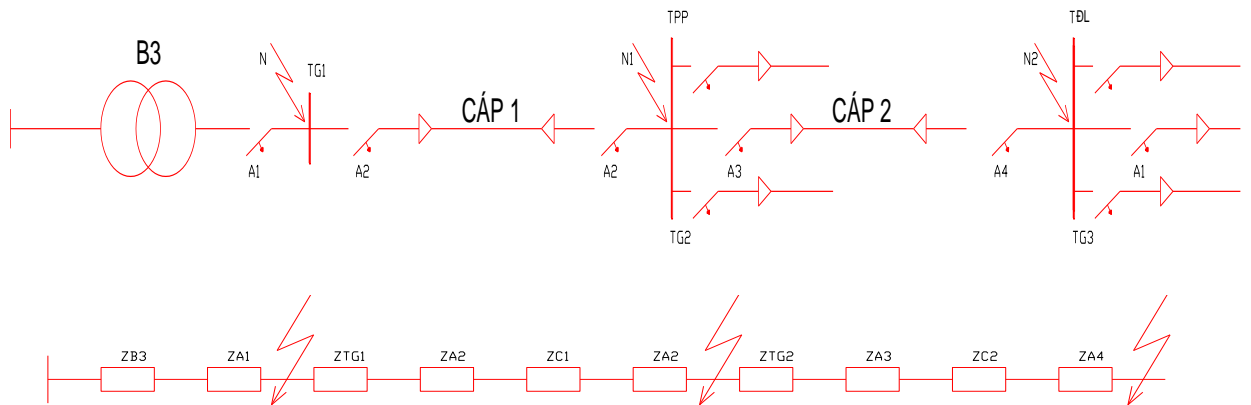 B3
N
TG1
A1
A2
CÁP 1
TPP
N1
A2
TG2
A3
CÁP 2
TĐL
N2
A4
A1
TG3
ZB3
ZA1
ZTG1
ZA2
ZC1
ZA2
ZTG2
ZA3
ZC2
ZA4